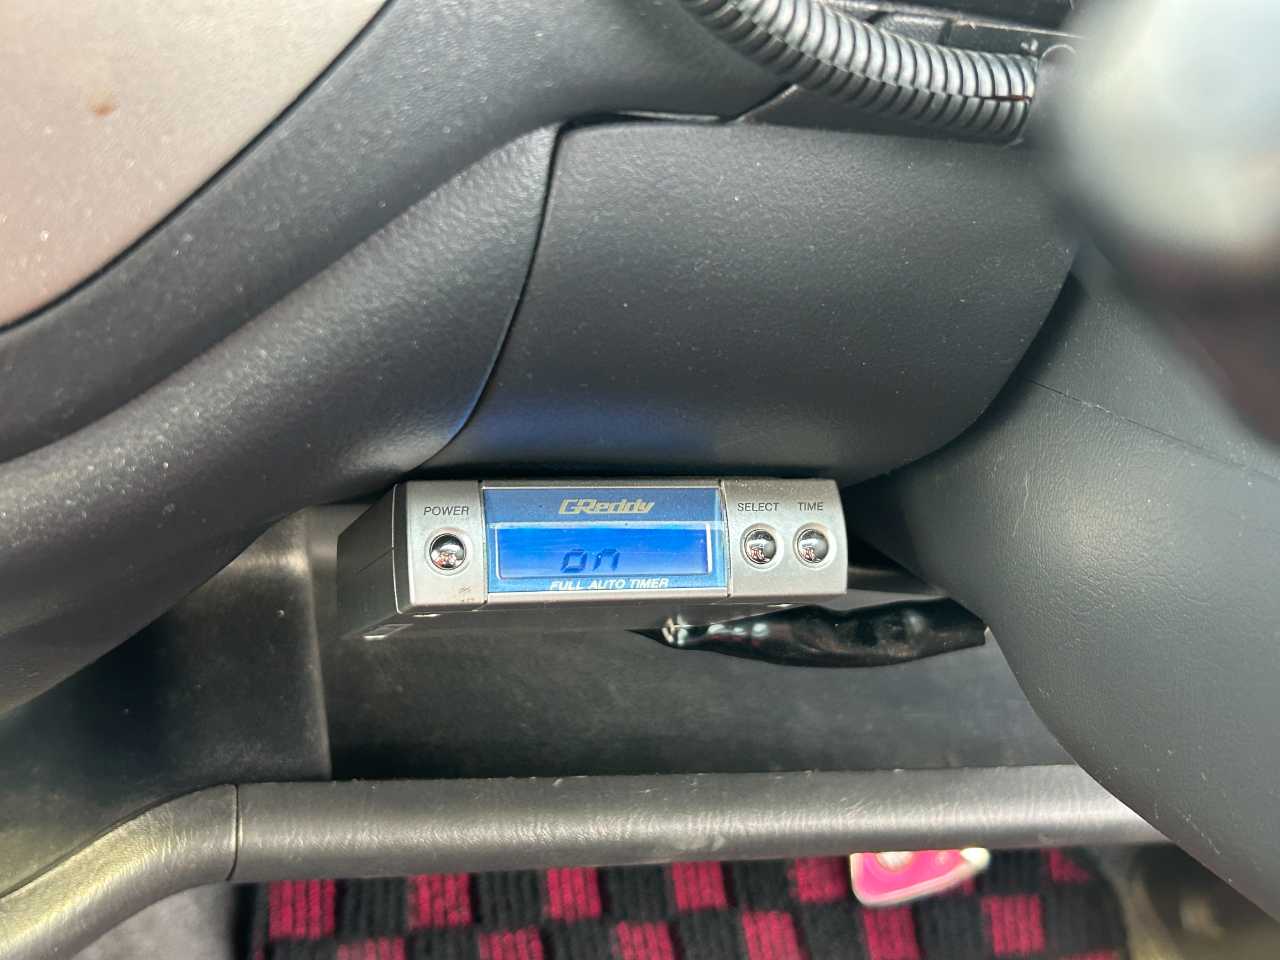 POWER
GReddy
SELECT TIME
on
FULL AUTO TIMER